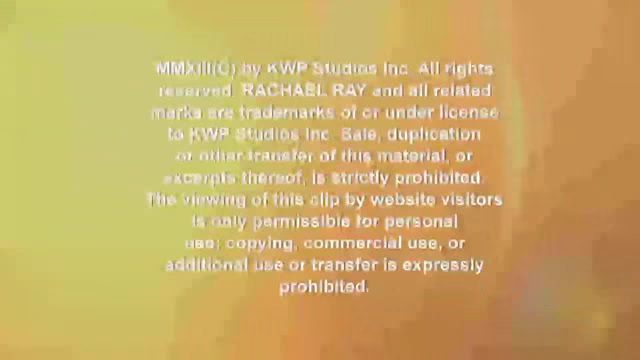 MMXIII(C) by KWP Studios Inc. All rights
reserved. RACHAEL RAY and all related
marks are trademarks of or under license
to KWP Studios Inc. Sale, duplication
or other transfer of this material, or
excerpts thereof, is strictly prohibited.
The viewing of this clip by website visitors
is only permissible for personal
use; copying, commercial use, or
additional use or transfer is expressly
prohibited.